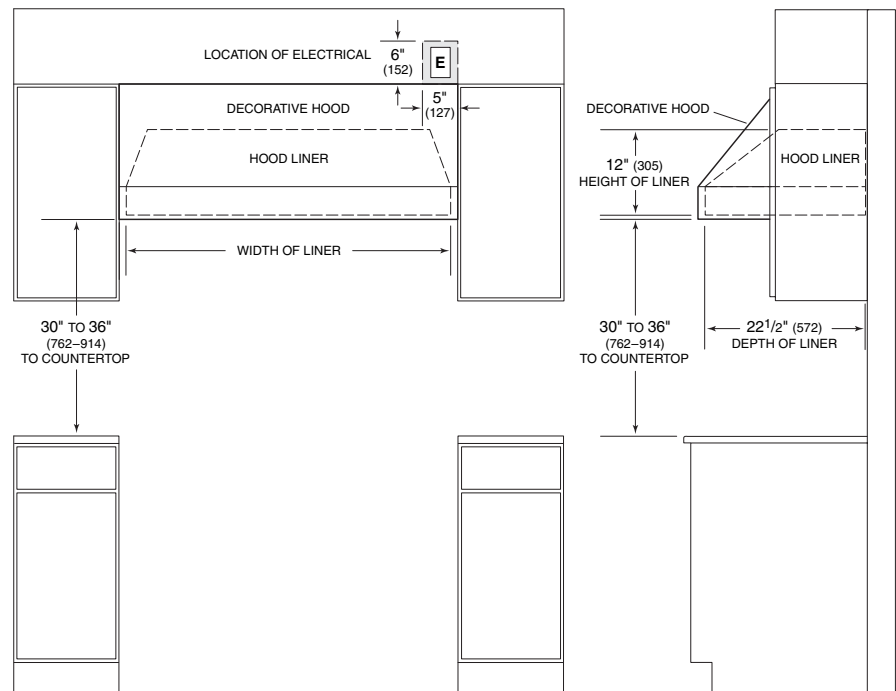 LOCATION OF ELECTRICAL
6"
(152)
E
5"
(127)
DECORATIVE HOOD
HOOD LINER
WIDTH OF LINER
30" TO 36"
(762–914)
TO COUNTERTOP
DECORATIVE HOOD
HOOD LINER
12" (305)
HEIGHT OF LINER
30" TO 36"
(762–914)
TO COUNTERTOP
22 1/2" (572)
DEPTH OF LINER